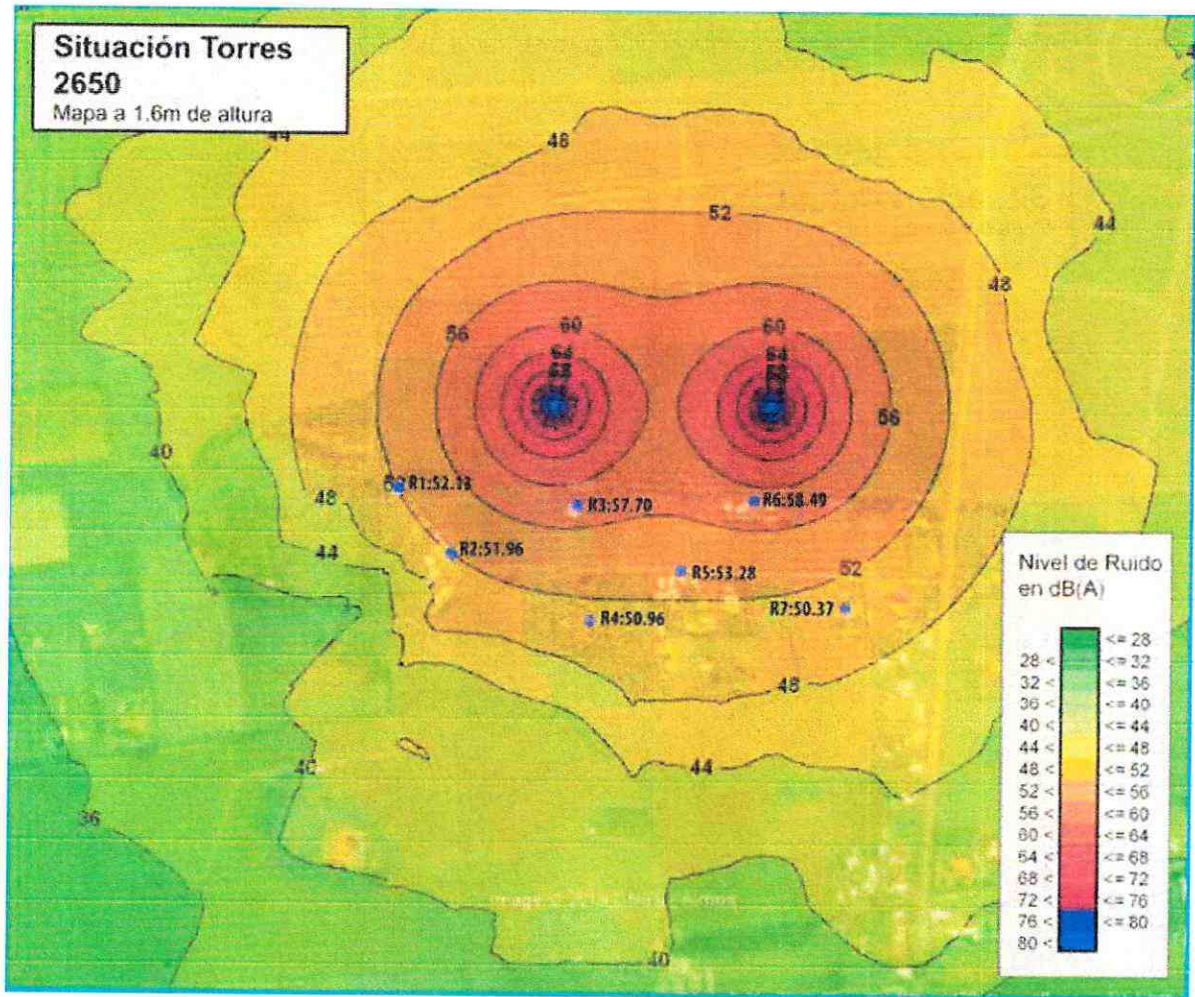 Situación Torres
2650
Mapa a 1.6m de altura
44
48
52
44
48
60
60
56
64
64
56
40
48
R1:52.13
R3:57.70
R6:58.49
44
R2:51.96
R5:53.28
52
R4:50.96
R7:50.37
48
40
44
36
40
Nivel de Ruido
en dB(A)
<= 28
28 < <= 32
32 < <= 36
36 < <= 40
40 < <= 44
44 < <= 48
48 < <= 52
52 < <= 56
56 < <= 60
60 < <= 64
64 < <= 68
68 < <= 72
72 < <= 76
76 < <= 80
80 <